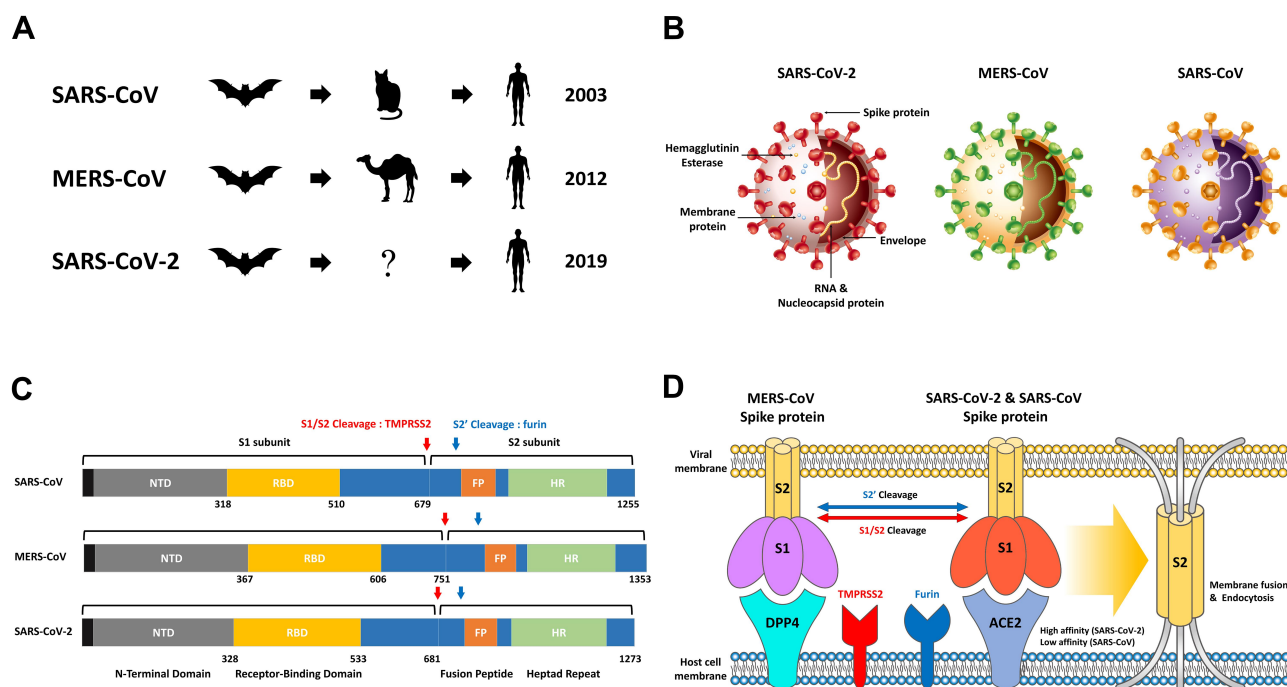 A
SARS-CoV
2003
MERS-CoV
2012
SARS-CoV-2
?
2019
B
SARS-CoV-2
MERS-CoV
SARS-CoV
Spike protein
Hemagglutinin
Esterase
Membrane
protein
Envelope
RNA &
Nucleocapsid protein
C
S1/S2 Cleavage : TMPRSS2
S2’ Cleavage : furin
S1 subunit
S2 subunit
SARS-CoV
NTD
RBD
FP
HR
318
510
679
1255
MERS-CoV
NTD
RBD
FP
HR
367
606
751
1353
SARS-CoV-2
NTD
RBD
FP
HR
328
533
681
1273
N-Terminal Domain
Receptor-Binding Domain
Fusion Peptide
Heptad Repeat
D
MERS-CoV
Spike protein
SARS-CoV-2 & SARS-CoV
Spike protein
Viral
membrane
S2
S2
S2’ Cleavage
S1/S2 Cleavage
S1
S1
S2
TMPRSS2
Furin
Membrane fusion
& Endocytosis
DPP4
ACE2
High affinity (SARS-CoV-2)
Low affinity (SARS-CoV)
Host cell
membrane